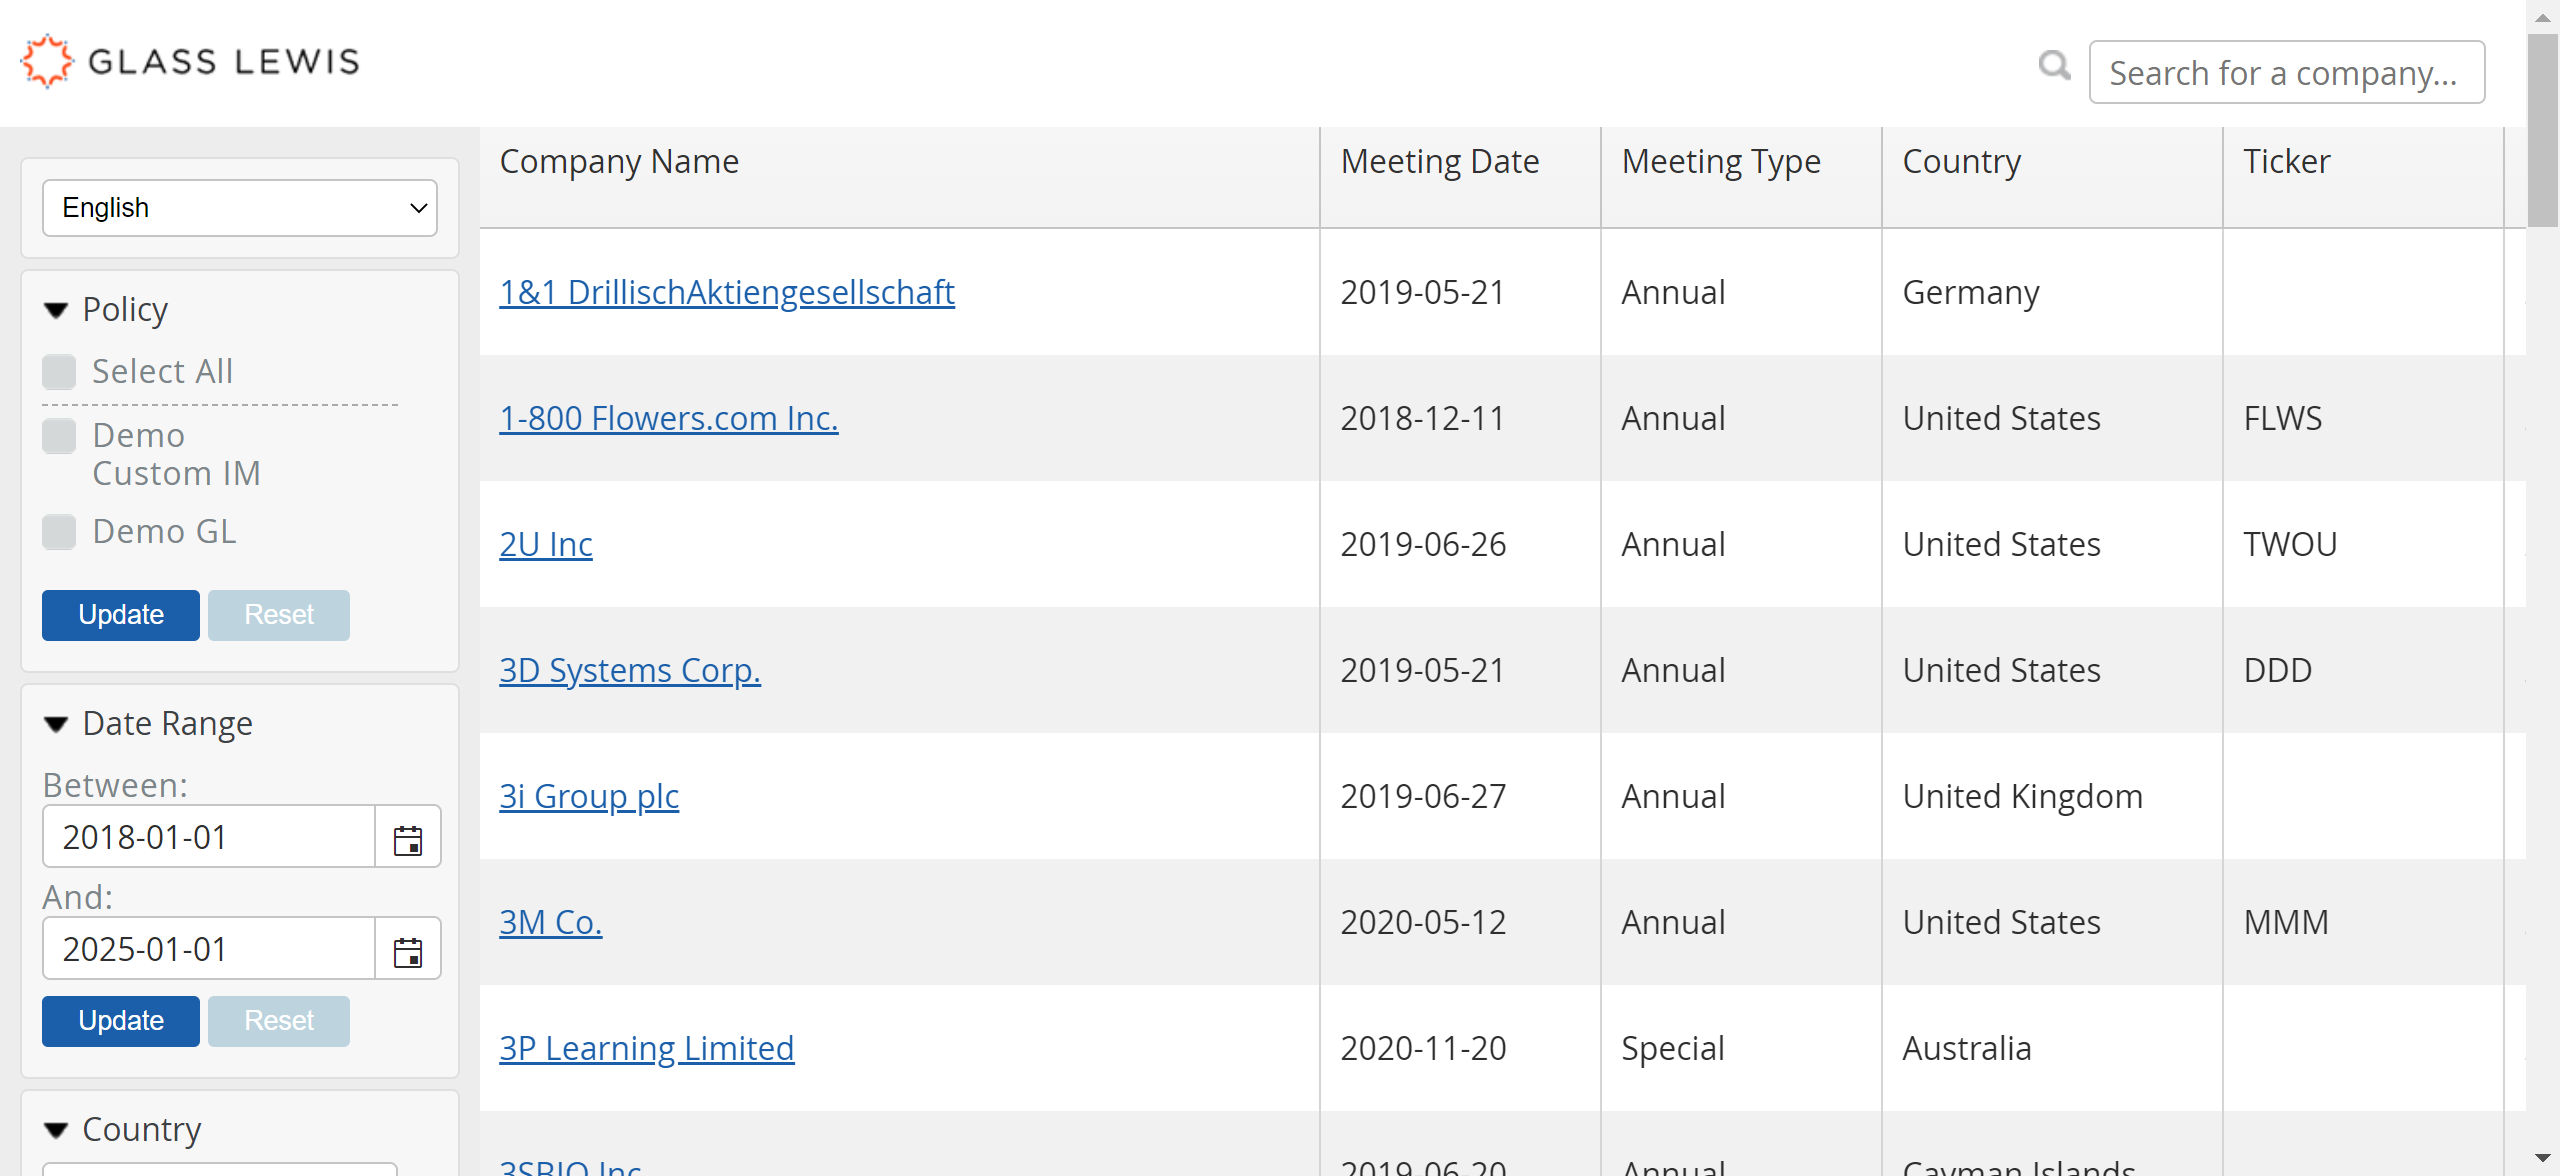 GLASS LEWIS
Search for a company...
English
Policy
Select All
Demo
Custom IM
Demo GL
Update Reset
Date Range
Between:
2018-01-01
And:
2025-01-01
Update Reset
Country
Company Name Meeting Date Meeting Type Country Ticker
1&1 DrillischAktiengesellschaft 2019-05-21 Annual Germany
1-800 Flowers.com Inc. 2018-12-11 Annual United States FLWS
2U Inc 2019-06-26 Annual United States TWOU
3D Systems Corp. 2019-05-21 Annual United States DDD
3i Group plc 2019-06-27 Annual United Kingdom
3M Co. 2020-05-12 Annual United States MMM
3P Learning Limited 2020-11-20 Special Australia
3SBIO Inc 2019-06-20 Annual Cayman Islands